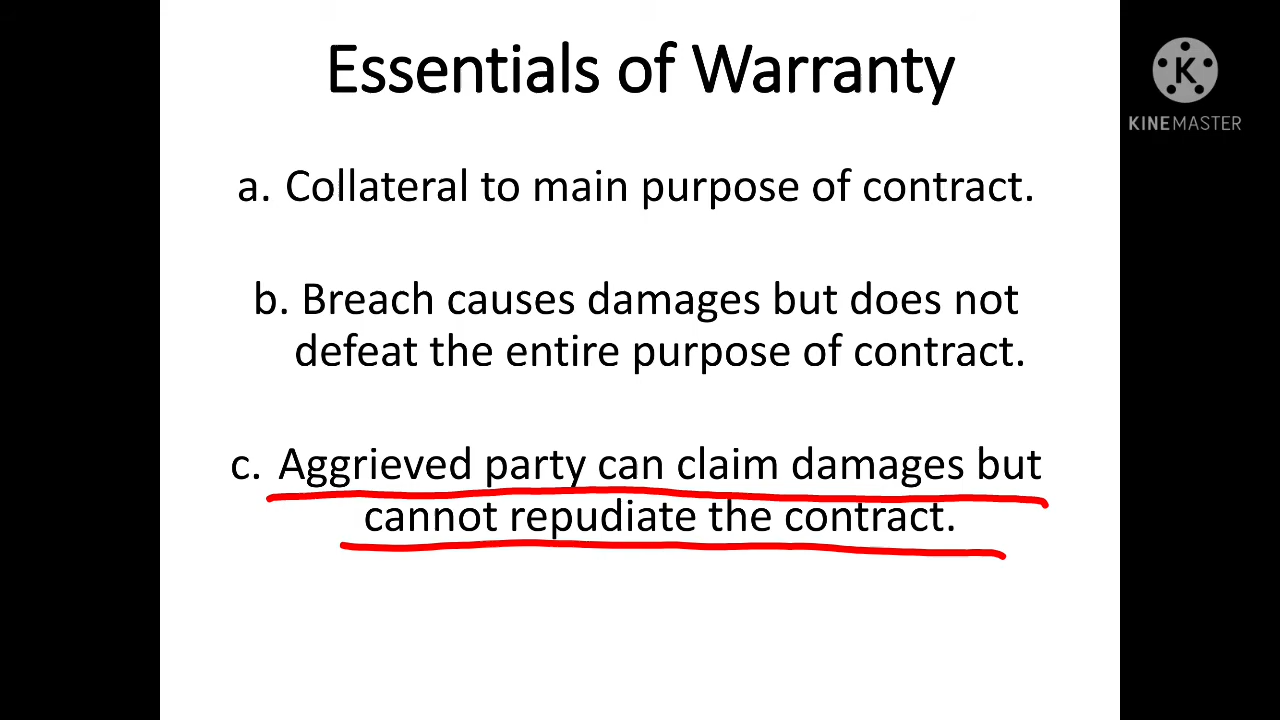 Essentials of Warranty
KINEMASTER
a. Collateral to main purpose of contract.
b. Breach causes damages but does not
defeat the entire purpose of contract.
c. Aggrieved party can claim damages but
cannot repudiate the contract.